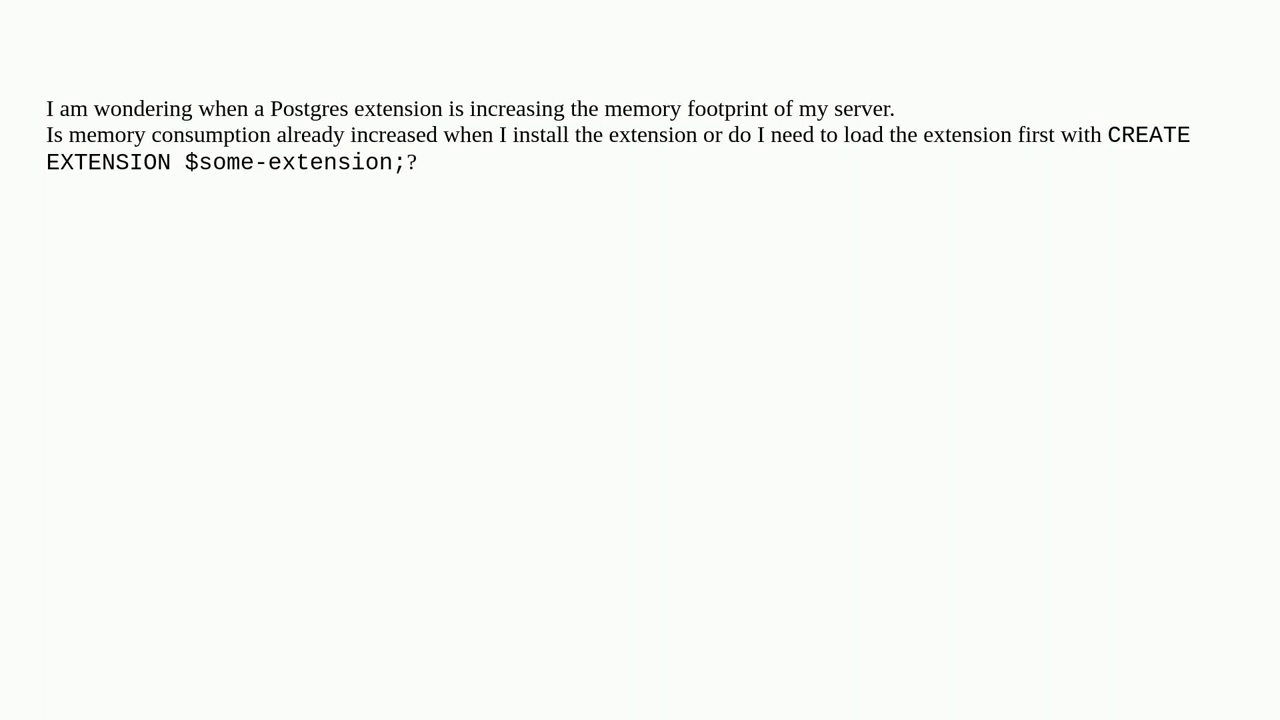 I am wondering when a Postgres extension is increasing the memory footprint of my server.
Is memory consumption already increased when I install the extension or do I need to load the extension first with CREATE
EXTENSION $some-extension;?